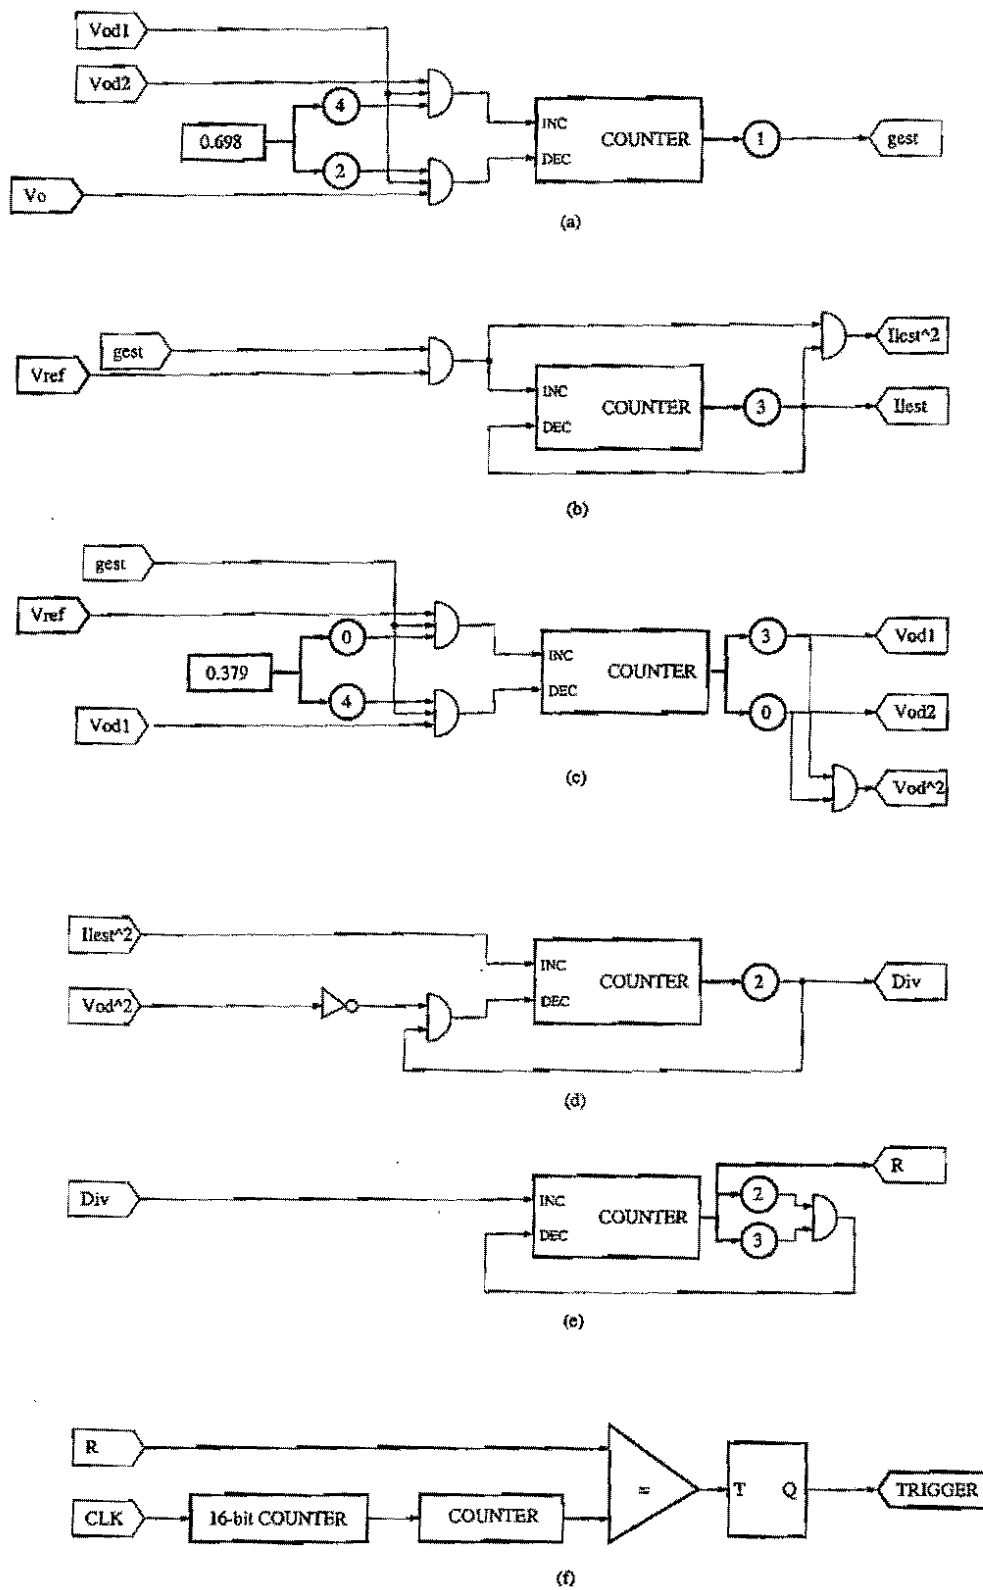 Vod1
Vod2
4
0.698
2
Vo
INC
DEC
COUNTER
1
gest
(a)
gest
Vref
INC
DEC
COUNTER
3
Ilest^2
Ilest
(b)
gest
Vref
0
0.379
4
Vod1
INC
DEC
COUNTER
3
0
Vod1
Vod2
Vod^2
(c)
Ilest^2
Vod^2
INC
DEC
COUNTER
2
Div
(d)
Div
INC
DEC
COUNTER
2
3
R
(e)
R
CLK
16-bit COUNTER
COUNTER
=
T Q
TRIGGER
(f)